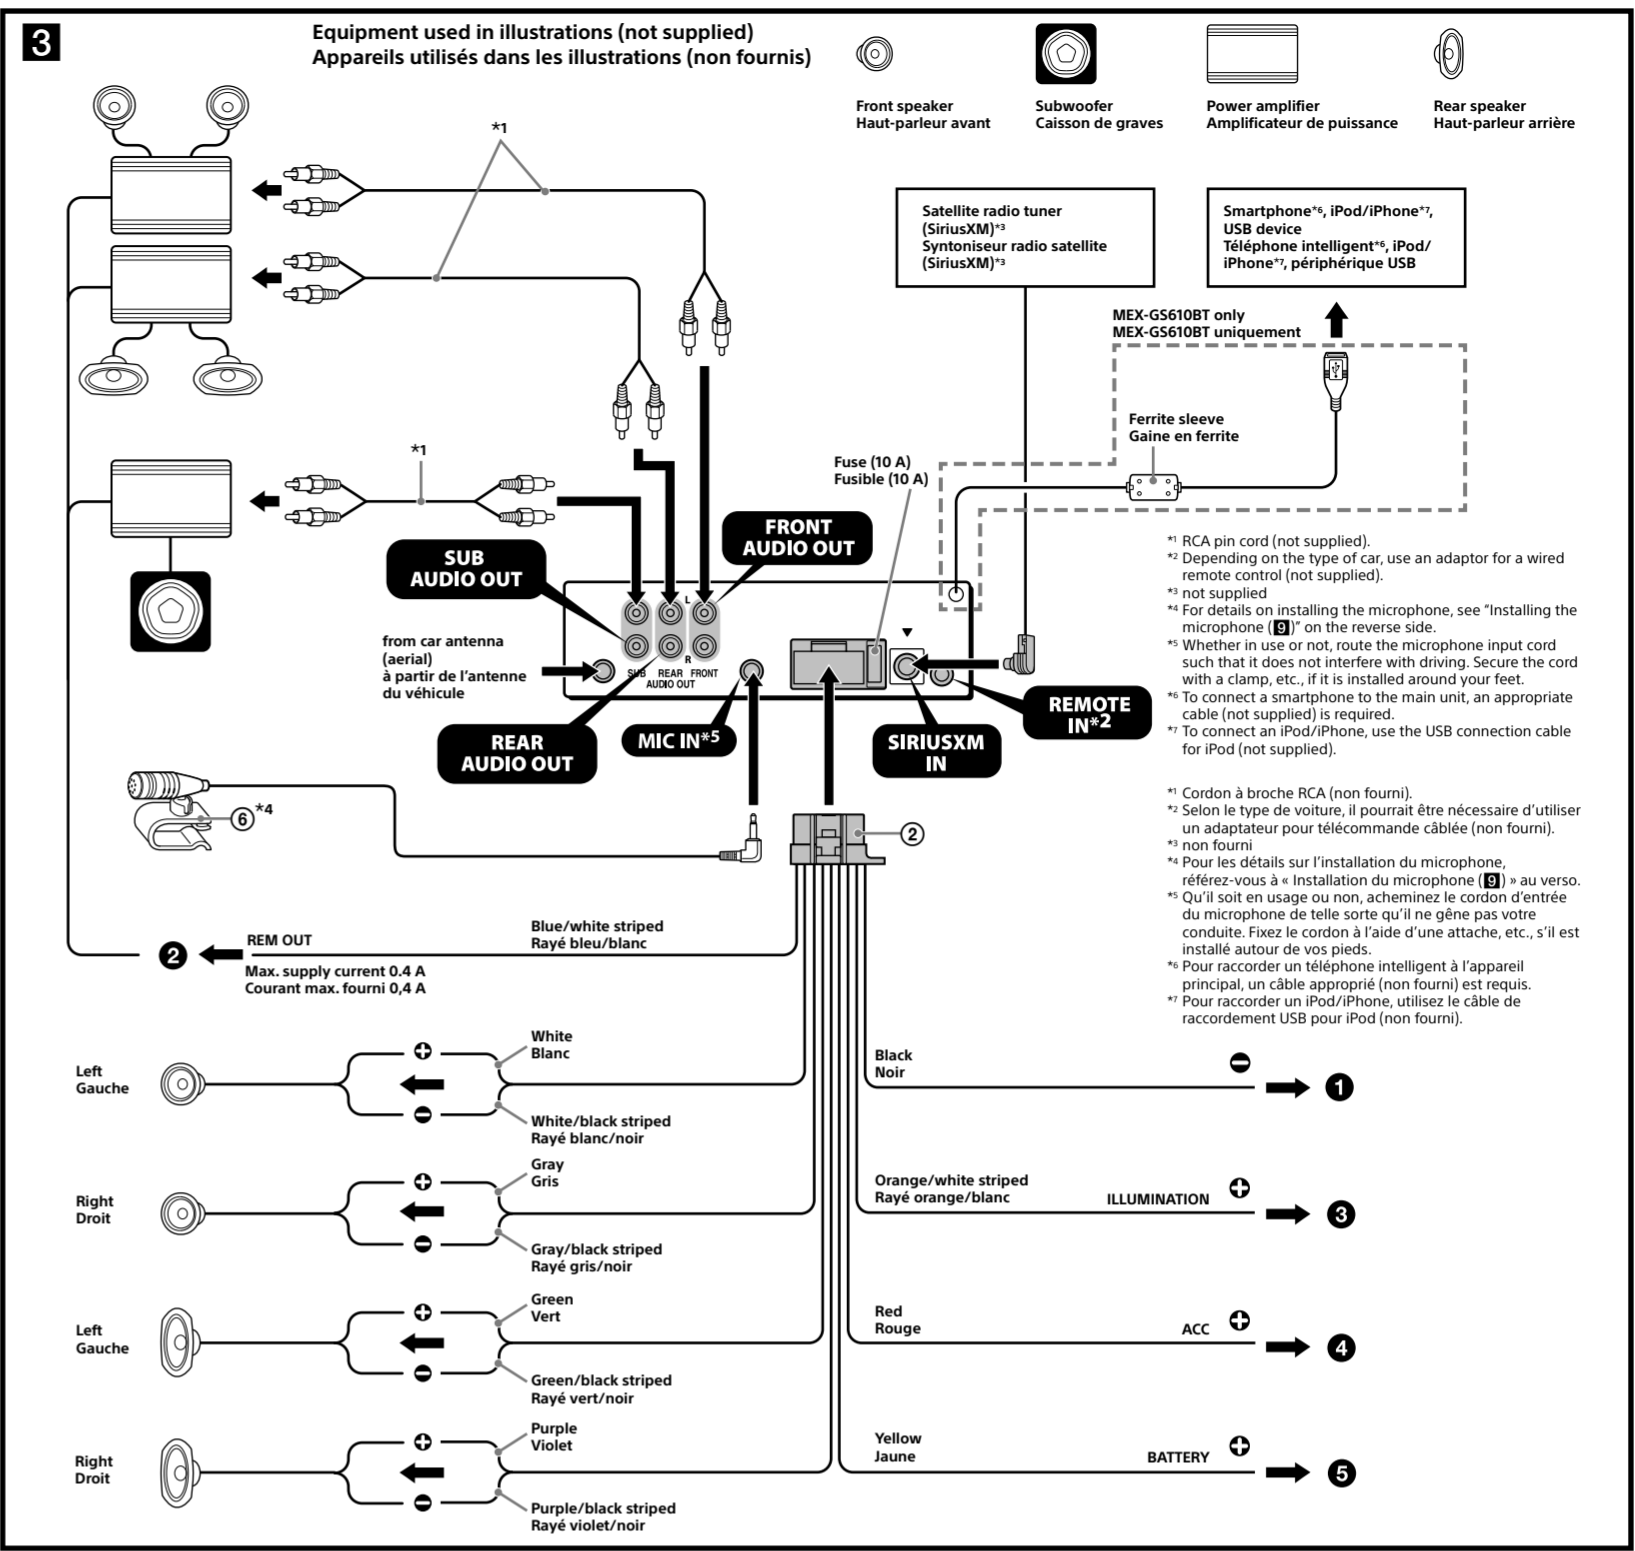 3
Equipment used in illustrations (not supplied)
Appareils utilisés dans les illustrations (non fournis)
Front speaker
Haut-parleur avant
Subwoofer
Caisson de graves
Power amplifier
Amplificateur de puissance
Rear speaker
Haut-parleur arrière
*1
Satellite radio tuner
(SiriusXM)*3
Syntoniseur radio satellite
(SiriusXM)*3
Smartphone*6, iPod/iPhone*7,
USB device
Téléphone intelligent*6, iPod/
iPhone*7, périphérique USB
MEX-GS610BT only
MEX-GS610BT uniquement
Ferrite sleeve
Gaine en ferrite
*1
Fuse (10 A)
Fusible (10 A)
FRONT
AUDIO OUT
SUB
AUDIO OUT
from car antenna
(aerial)
à partir de l'antenne
du véhicule
L
R
SUB REAR FRONT
AUDIO OUT
REAR
AUDIO OUT
MIC IN*5
SIRIUSXM
IN
REMOTE
IN*2
*1 RCA pin cord (not supplied).
*2 Depending on the type of car, use an adaptor for a wired
remote control (not supplied).
*3 not supplied
*4 For details on installing the microphone, see "Installing the
microphone (9)" on the reverse side.
*5 Whether in use or not, route the microphone input cord
such that it does not interfere with driving. Secure the cord
with a clamp, etc., if it is installed around your feet.
*6 To connect a smartphone to the main unit, an appropriate
cable (not supplied) is required.
*7 To connect an iPod/iPhone, use the USB connection cable
for iPod (not supplied).
*1 Cordon à broche RCA (non fourni).
*2 Selon le type de voiture, il pourrait être nécessaire d'utiliser
un adaptateur pour télécommande câblée (non fourni).
*3 non fourni
*4 Pour les détails sur l'installation du microphone,
référez-vous à « Installation du microphone (9) » au verso.
*5 Qu'il soit en usage ou non, acheminez le cordon d'entrée
du microphone de telle sorte qu'il ne gêne pas votre
conduite. Fixez le cordon à l'aide d'une attache, etc., s'il est
installé autour de vos pieds.
*6 Pour raccorder un téléphone intelligent à l'appareil
principal, un câble approprié (non fourni) est requis.
*7 Pour raccorder un iPod/iPhone, utilisez le câble de
raccordement USB pour iPod (non fourni).
6 *4
2
Blue/white striped
Rayé bleu/blanc
2
REM OUT
Max. supply current 0.4 A
Courant max. fourni 0,4 A
Left
Gauche
+
−
White
Blanc
White/black striped
Rayé blanc/noir
Right
Droit
+
−
Gray
Gris
Gray/black striped
Rayé gris/noir
Left
Gauche
+
−
Green
Vert
Green/black striped
Rayé vert/noir
Right
Droit
+
−
Purple
Violet
Purple/black striped
Rayé violet/noir
Black
Noir
−
1
Orange/white striped
Rayé orange/blanc
ILLUMINATION
+
3
Red
Rouge
ACC
+
4
Yellow
Jaune
BATTERY
+
5